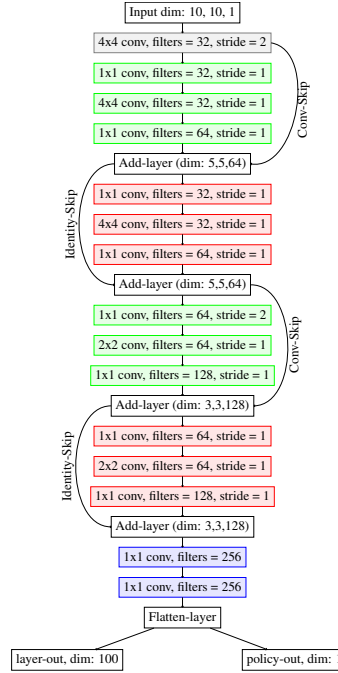 Input dim: 10, 10, 1
4x4 conv, filters = 32, stride = 2
1x1 conv, filters = 32, stride = 1
4x4 conv, filters = 32, stride = 1
1x1 conv, filters = 64, stride = 1
Conv-Skip
Add-layer (dim: 5,5,64)
1x1 conv, filters = 32, stride = 1
4x4 conv, filters = 32, stride = 1
1x1 conv, filters = 64, stride = 1
Identity-Skip
Add-layer (dim: 5,5,64)
1x1 conv, filters = 64, stride = 2
2x2 conv, filters = 64, stride = 1
1x1 conv, filters = 128, stride = 1
Conv-Skip
Add-layer (dim: 3,3,128)
1x1 conv, filters = 64, stride = 1
2x2 conv, filters = 64, stride = 1
1x1 conv, filters = 128, stride = 1
Identity-Skip
Add-layer (dim: 3,3,128)
1x1 conv, filters = 256
1x1 conv, filters = 256
Flatten-layer
layer-out, dim: 100
policy-out, dim: